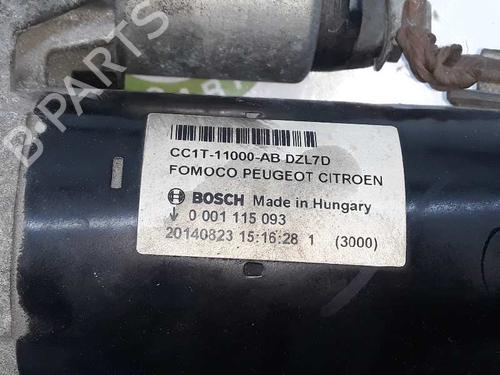 CC1T-11000-AB DZL7D
FOMOCO PEUGEOT CITROEN
BOSCH Made in Hungary
0 001 115 093
20140823 15:16:28 1 (3000)
B-PARTS